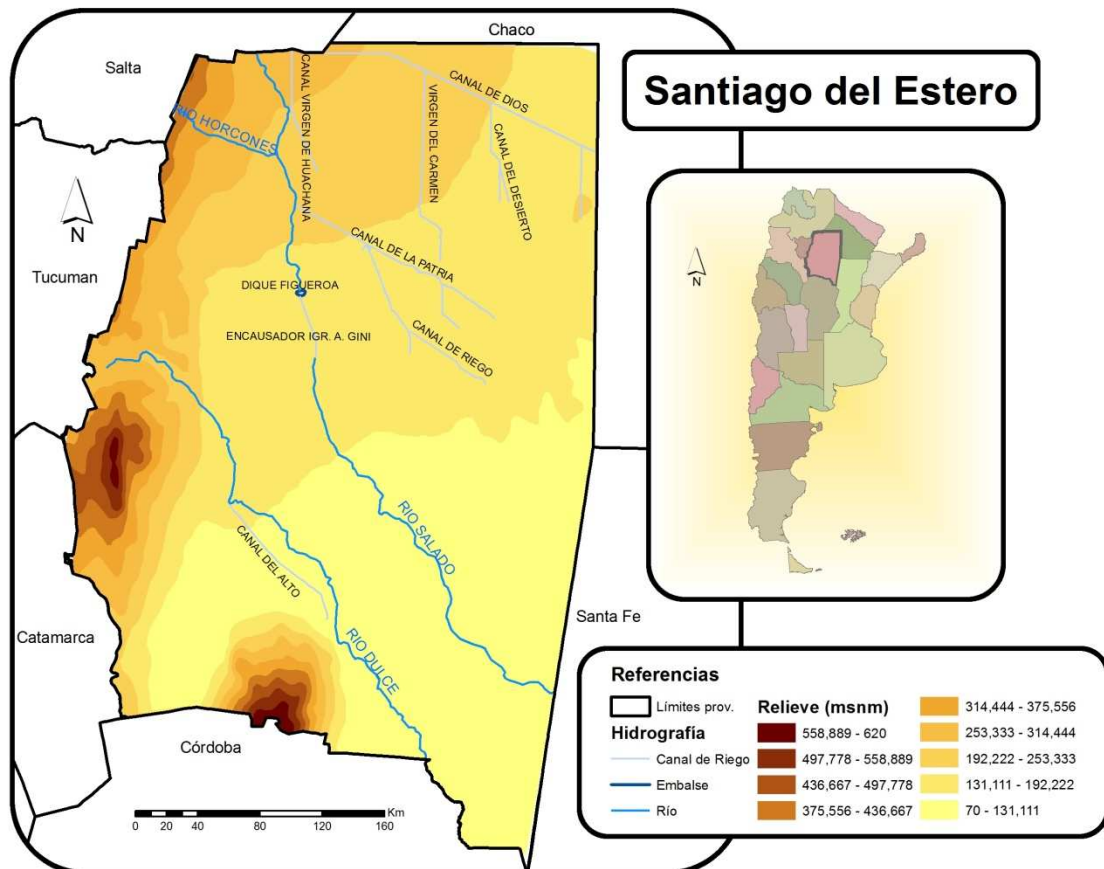 Chaco
Salta
Santiago del Estero
CANAL DE DIOS
CANAL VIRGEN DE HUACHANA
RIO HORCONES
VIRGEN DEL CARMEN
CANAL DEL DESIERTO
N
N
Tucuman
CANAL DE LA PATRIA
DIQUE FIGUEROA
ENCAUSADOR IGR. A. GINI
CANAL DE RIEGO
RIO SALADO
CANAL DEL ALTO
Santa Fe
Catamarca
RIO DULCE
Córdoba
Km
0 20 40 80 120 160
Referencias
Límites prov.
Hidrografía
Canal de Riego
Embalse
Río
Relieve (msnm)
558,889 - 620
497,778 - 558,889
436,667 - 497,778
375,556 - 436,667
314,444 - 375,556
253,333 - 314,444
192,222 - 253,333
131,111 - 192,222
70 - 131,111